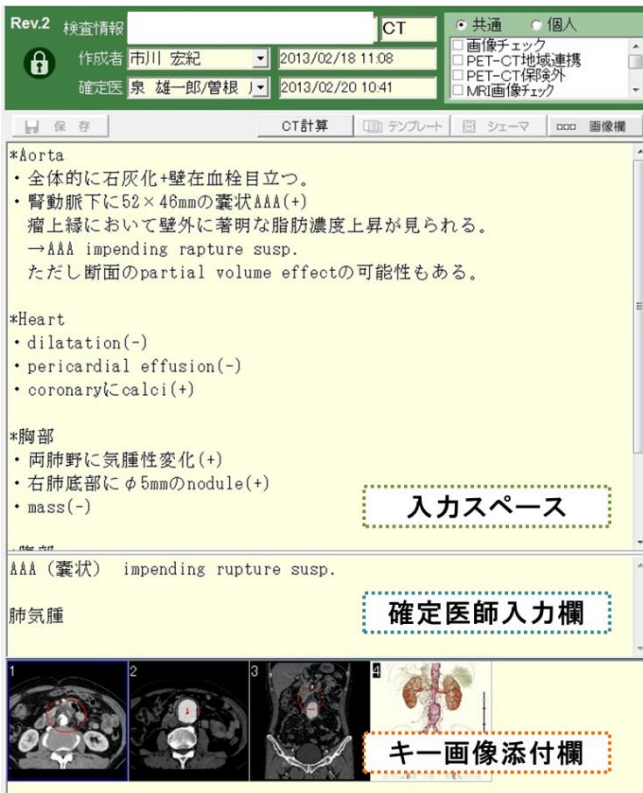 Rev.2 検査情報 CT
作成者 市川 宏紀 2013/02/18 11:08
確定医 泉 雄一郎/曽根 2013/02/20 10:41
共通 個人
画像チェック
PET-CT地域連携
PET-CT保険外
MRI画像チェック
保存 CT計算 テンプレート シェーマ 画像欄
*Aorta
・全体的に石灰化+壁在血栓目立つ。
・腎動脈下に52×46mmの嚢状AAA(+)
瘤上縁において壁外に著明な脂肪濃度上昇が見られる。
→AAA impending rapture susp.
ただし断面のpartial volume effectの可能性もある。
*Heart
・dilatation(-)
・pericardial effusion(-)
・coronaryにcalci(+)
*胸部
・両肺野に気腫性変化(+)
・右肺底部にφ5mmのnodule(+)
・mass(-)
入力スペース
AAA（嚢状） impending rupture susp.
肺気腫
確定医師入力欄
1 2 3 4
キー画像添付欄